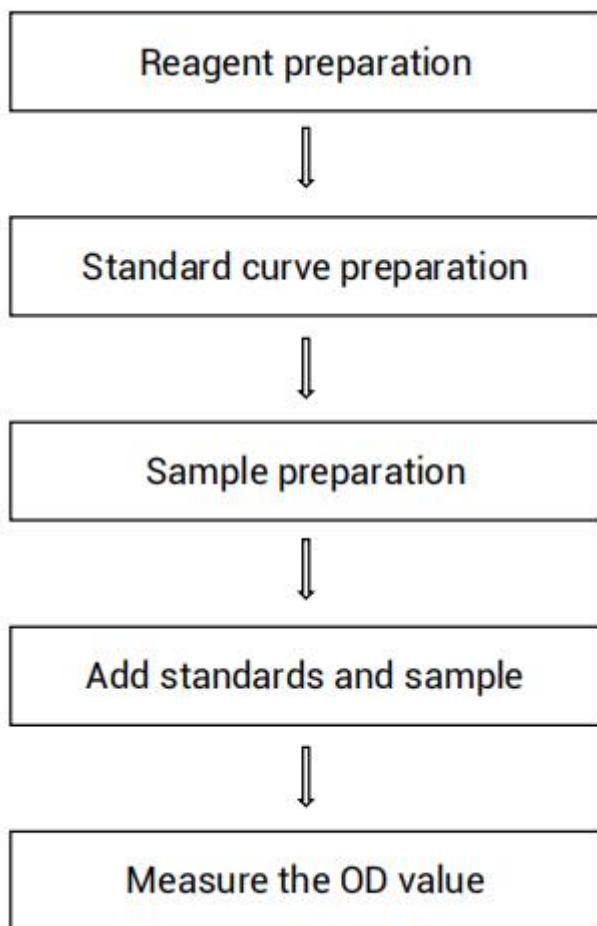 Reagent preparation
Standard curve preparation
Sample preparation
Add standards and sample
Measure the OD value